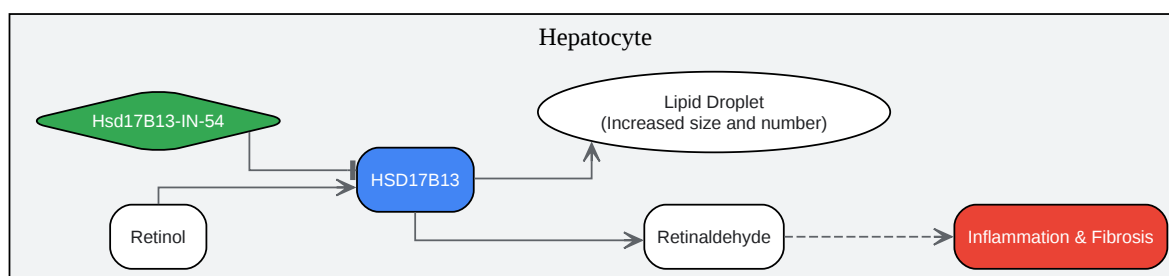 Hepatocyte
Hsd17B13-IN-54
Lipid Droplet
(Increased size and number)
HSD17B13
Retinol
Retinaldehyde
Inflammation & Fibrosis